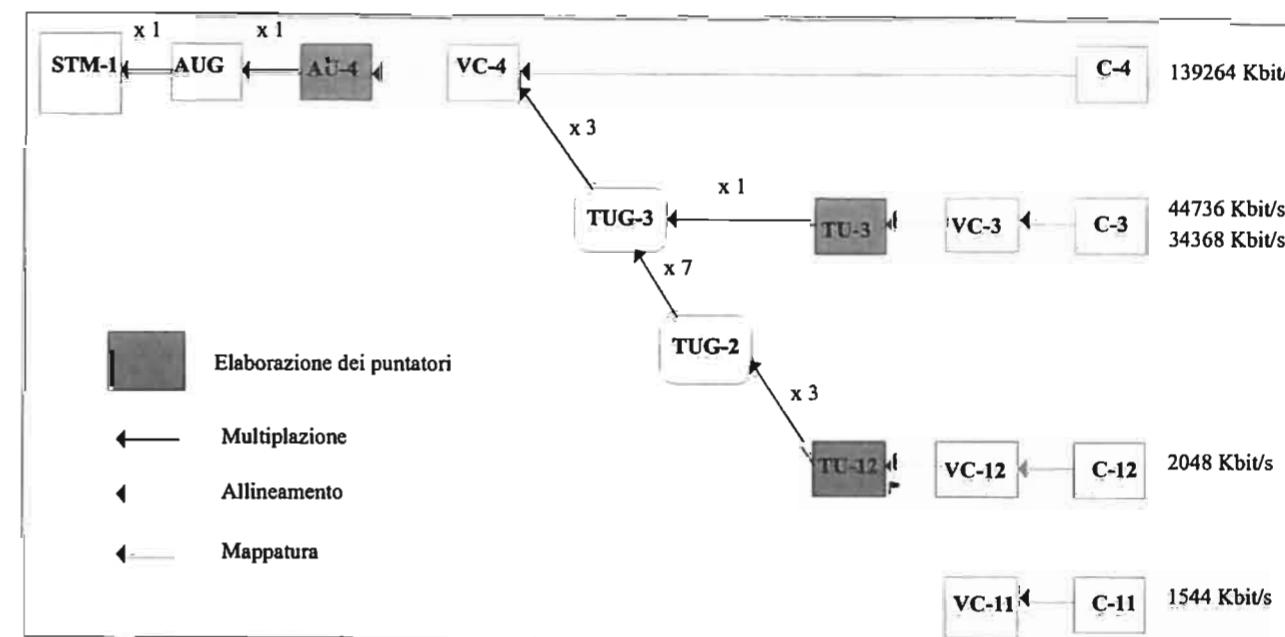 x 1
x 1
STM-1
AUG
AU-4
VC-4
C-4
139264 Kbit/
x 3
x 1
TUG-3
TU-3
VC-3
C-3
44736 Kbit/s
34368 Kbit/s
x 7
TUG-2
Elaborazione dei puntatori
x 3
Multiplazione
TU-12
VC-12
C-12
2048 Kbit/s
Allineamento
Mappatura
VC-11
C-11
1544 Kbit/s